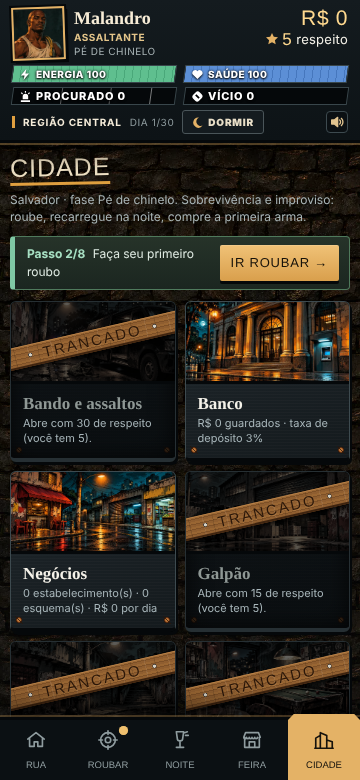 Malandro
ASSALTANTE
PÉ DE CHINELO
R$ 0
5 respeito
ENERGIA 100
SAÚDE 100
PROCURADO 0
VÍCIO 0
REGIÃO CENTRAL DIA 1/30 DORMIR
CIDADE
Salvador · fase Pé de chinelo. Sobrevivência e improviso:
roube, recarregue na noite, compre a primeira arma.
Passo 2/8 Faça seu primeiro
roubo
IR ROUBAR →
TRANCADO
Bando e assaltos
Abre com 30 de respeito
(você tem 5).
Banco
R$ 0 guardados · taxa de
depósito 3%
Negócios
0 estabelecimento(s) · 0
esquema(s) · R$ 0 por dia
TRANCADO
Galpão
Abre com 15 de respeito
(você tem 5).
TRANCADO
TRANCADO
RUA
ROUBAR
NOITE
FEIRA
CIDADE